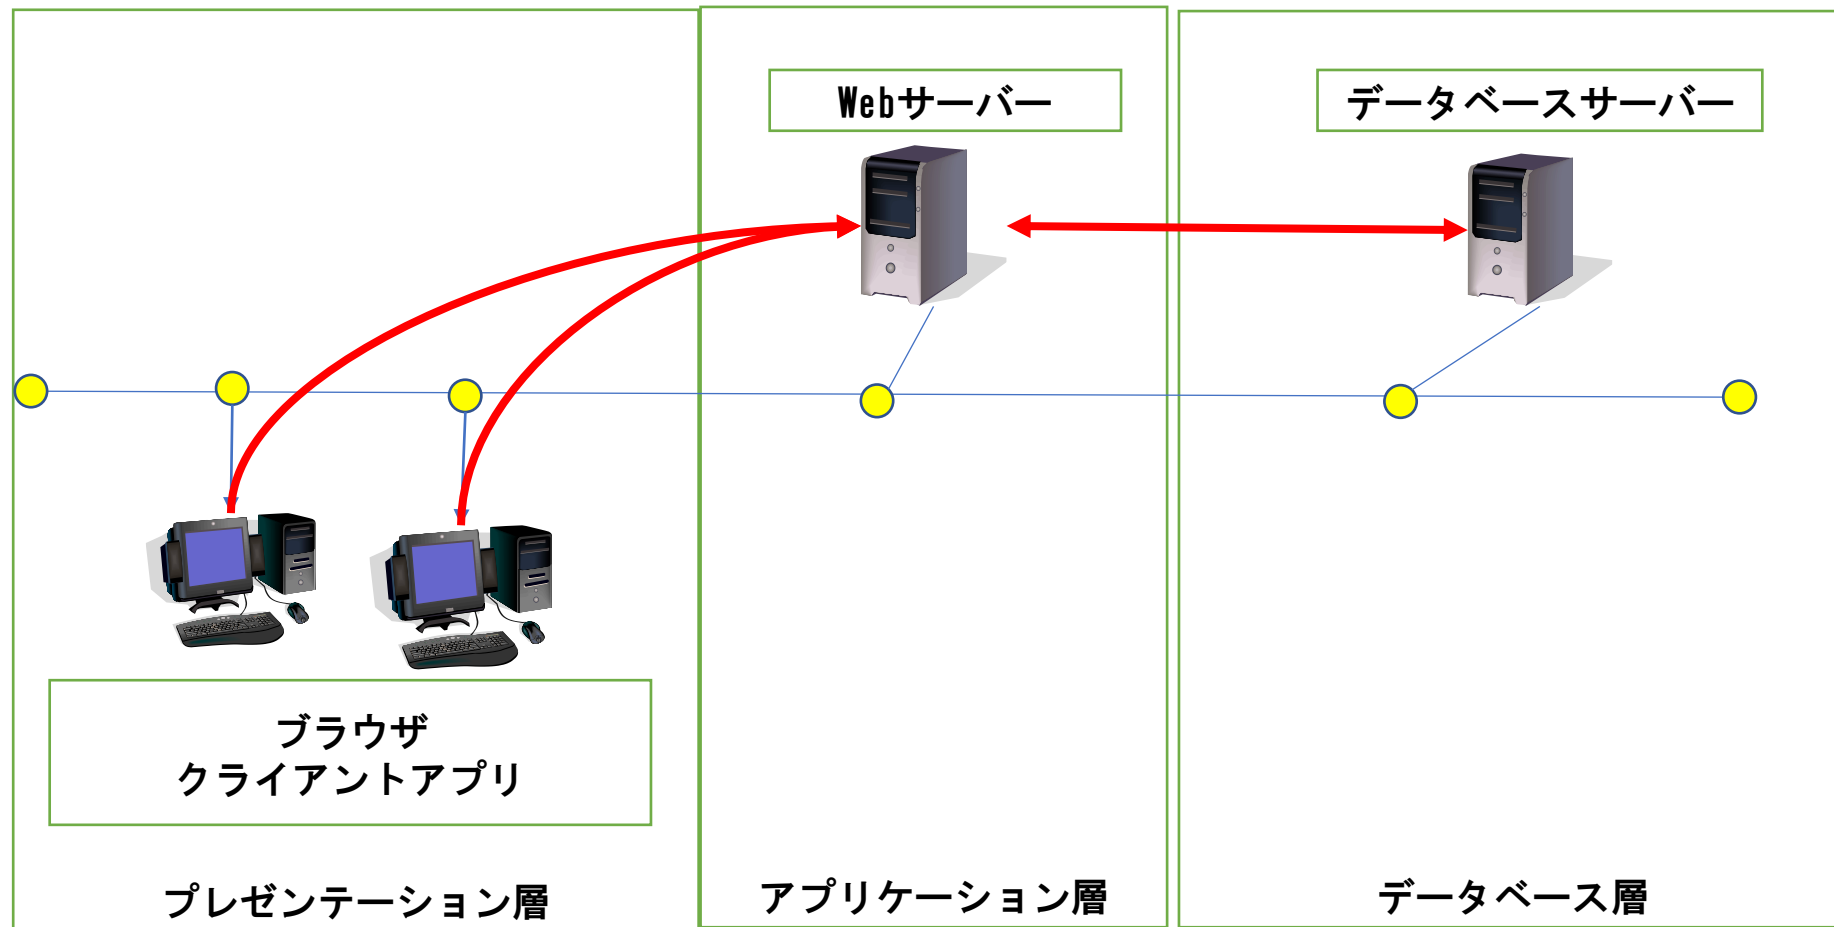 Webサーバー
データベースサーバー
ブラウザ
クライアントアプリ
プレゼンテーション層
アプリケーション層
データベース層